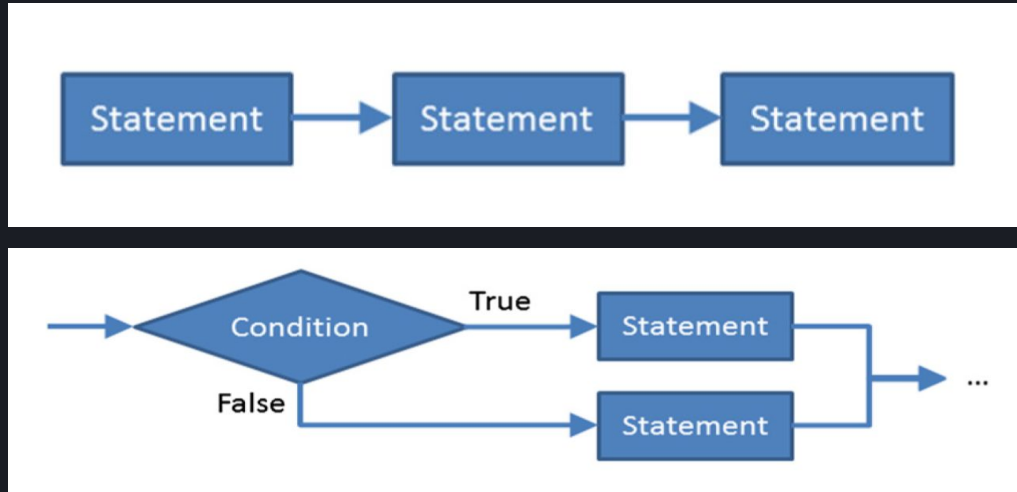 Statement Statement Statement
True
Condition Statement
...
False
Statement